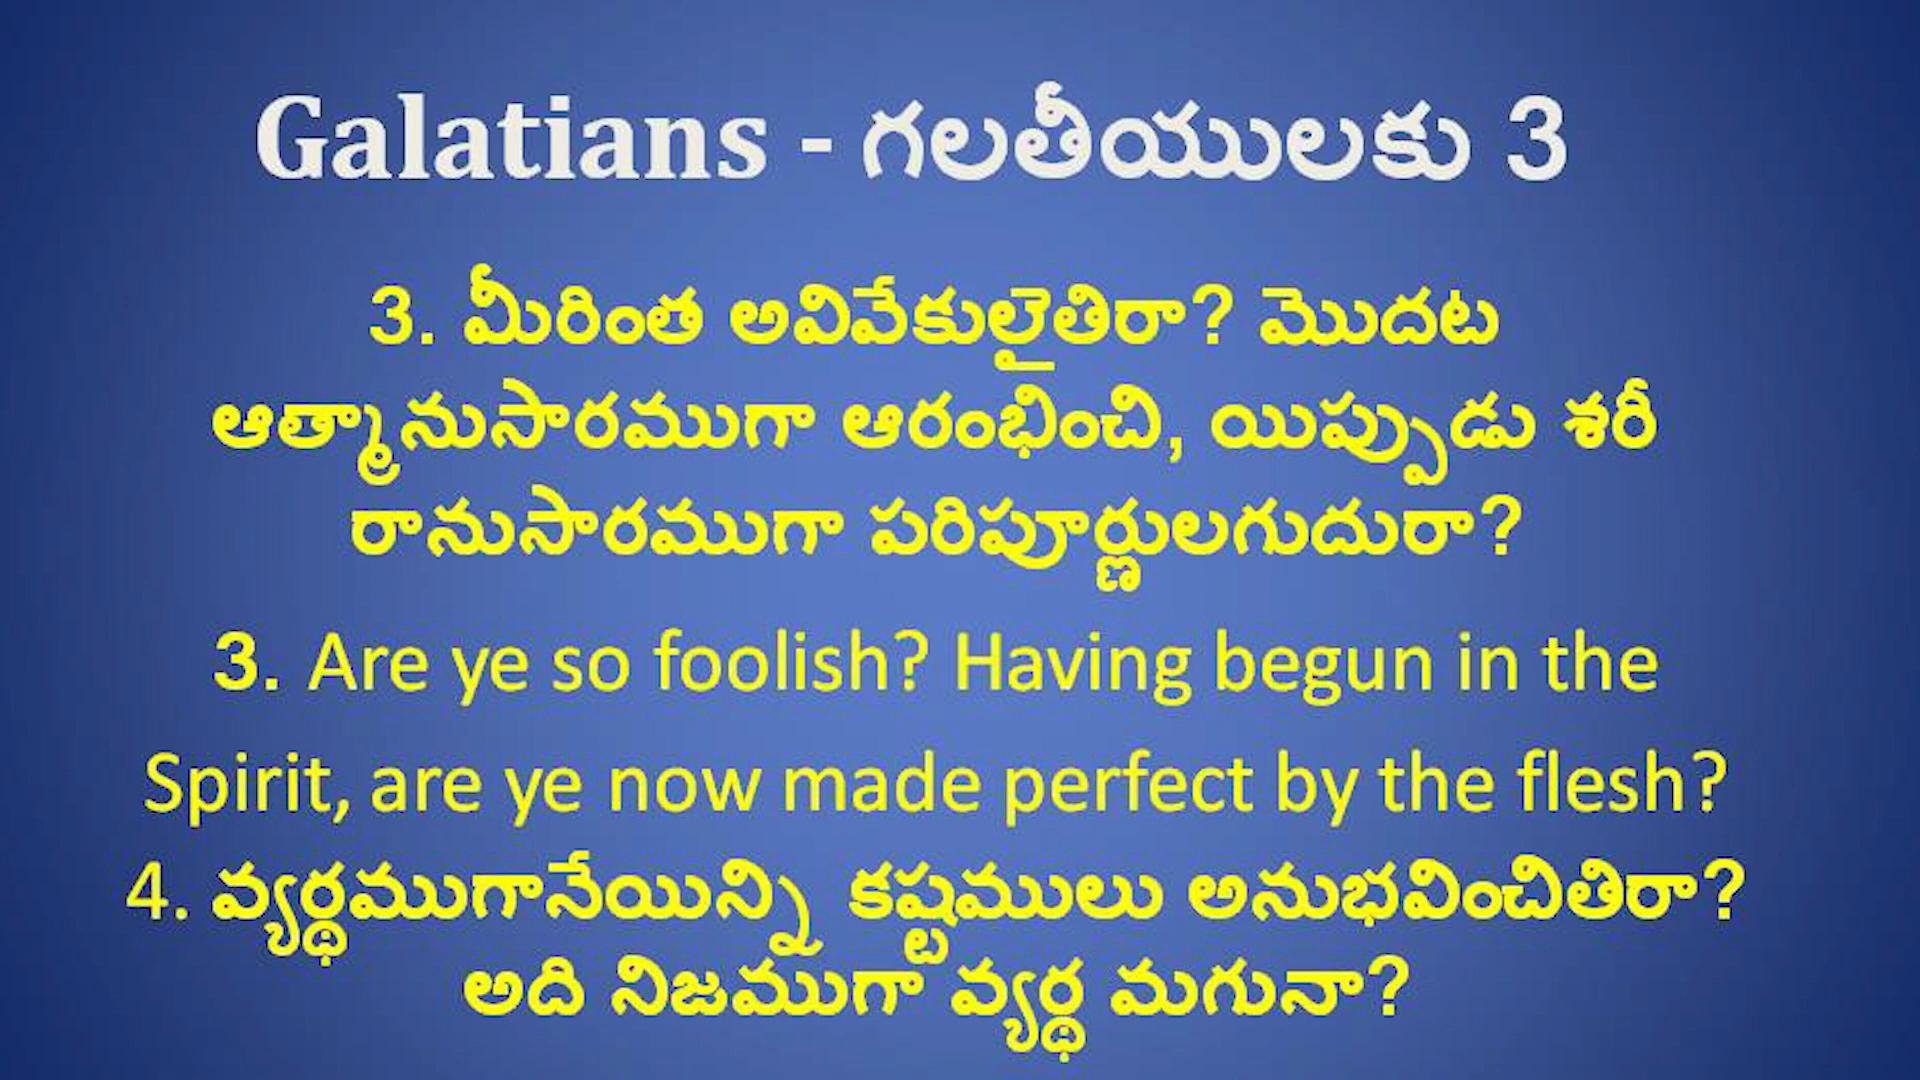 Galatians - గలతీయులకు 3
3. మీరింత అవివేకులైతిరా? మొదట
ఆత్మానుసారముగా ఆరంభించి, యిప్పుడు శరీ
రానుసారముగా పరిపూర్ణులగుదురా?
3. Are ye so foolish? Having begun in the
Spirit, are ye now made perfect by the flesh?
4. వ్యర్థముగానేయిన్ని కష్టములు అనుభవించితిరా?
అది నిజముగా వ్యర్థ మగునా?